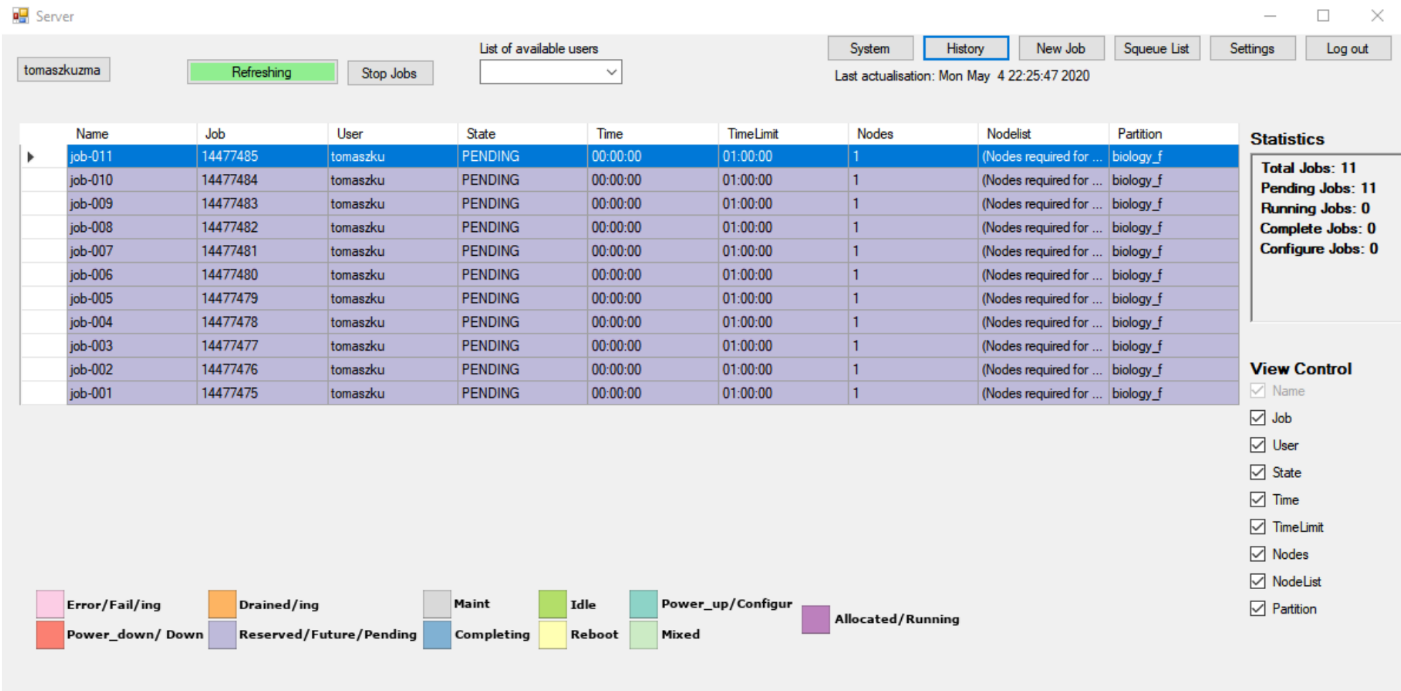 Server
tomaszkuzma
Refreshing
Stop Jobs
List of available users
System History New Job Squeue List Settings Log out
Last actualisation: Mon May 4 22:25:47 2020
Name Job User State Time TimeLimit Nodes Nodelist Partition
job-011 14477485 tomaszku PENDING 00:00:00 01:00:00 1 (Nodes required for ... biology_f
job-010 14477484 tomaszku PENDING 00:00:00 01:00:00 1 (Nodes required for ... biology_f
job-009 14477483 tomaszku PENDING 00:00:00 01:00:00 1 (Nodes required for ... biology_f
job-008 14477482 tomaszku PENDING 00:00:00 01:00:00 1 (Nodes required for ... biology_f
job-007 14477481 tomaszku PENDING 00:00:00 01:00:00 1 (Nodes required for ... biology_f
job-006 14477480 tomaszku PENDING 00:00:00 01:00:00 1 (Nodes required for ... biology_f
job-005 14477479 tomaszku PENDING 00:00:00 01:00:00 1 (Nodes required for ... biology_f
job-004 14477478 tomaszku PENDING 00:00:00 01:00:00 1 (Nodes required for ... biology_f
job-003 14477477 tomaszku PENDING 00:00:00 01:00:00 1 (Nodes required for ... biology_f
job-002 14477476 tomaszku PENDING 00:00:00 01:00:00 1 (Nodes required for ... biology_f
job-001 14477475 tomaszku PENDING 00:00:00 01:00:00 1 (Nodes required for ... biology_f
Statistics
Total Jobs: 11
Pending Jobs: 11
Running Jobs: 0
Complete Jobs: 0
Configure Jobs: 0
View Control
Name
Job
User
State
Time
TimeLimit
Nodes
NodeList
Partition
Error/Fail/ing Drained/ing Maint Idle Power_up/Configur Allocated/Running
Power_down/ Down Reserved/Future/Pending Completing Reboot Mixed